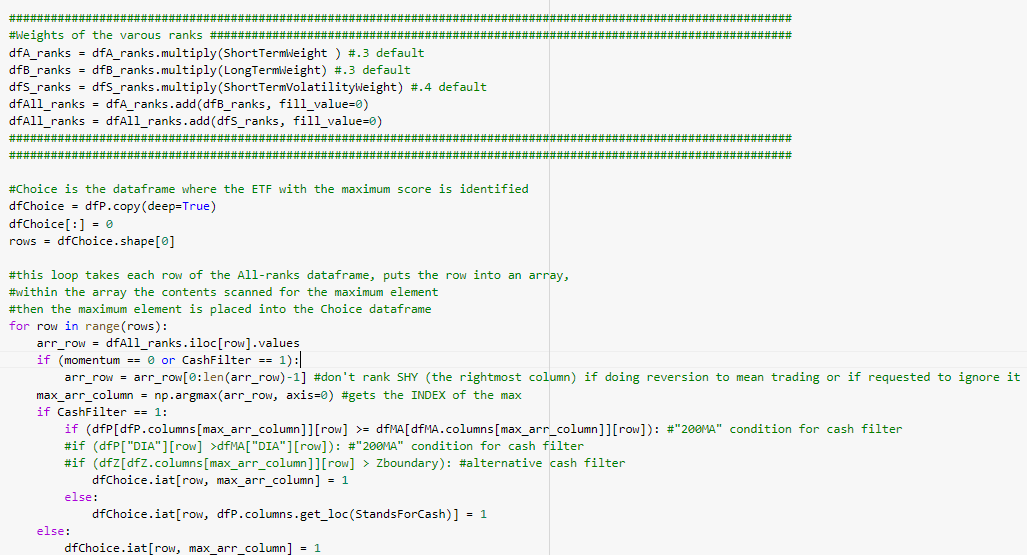 ################################################################################################################
#Weights of the varous ranks ###################################################################################
dfA_ranks = dfA_ranks.multiply(ShortTermWeight ) #.3 default
dfB_ranks = dfB_ranks.multiply(LongTermWeight) #.3 default
dfS_ranks = dfS_ranks.multiply(ShortTermVolatilityWeight) #.4 default
dfAll_ranks = dfA_ranks.add(dfB_ranks, fill_value=0)
dfAll_ranks = dfAll_ranks.add(dfS_ranks, fill_value=0)
################################################################################################################
################################################################################################################
#Choice is the dataframe where the ETF with the maximum score is identified
dfChoice = dfP.copy(deep=True)
dfChoice[:] = 0
rows = dfChoice.shape[0]
#this loop takes each row of the All-ranks dataframe, puts the row into an array,
#within the array the contents scanned for the maximum element
#then the maximum element is placed into the Choice dataframe
for row in range(rows):
    arr_row = dfAll_ranks.iloc[row].values
    if (momentum == 0 or CashFilter == 1):
        arr_row = arr_row[0:len(arr_row)-1] #don't rank SHY (the rightmost column) if doing reversion to mean trading or if requested to ignore it
    max_arr_column = np.argmax(arr_row, axis=0) #gets the INDEX of the max
    if CashFilter == 1:
        if (dfP[dfP.columns[max_arr_column]][row] >= dfMA[dfMA.columns[max_arr_column]][row]): #"200MA" condition for cash filter
        #if (dfP["DIA"][row] >dfMA["DIA"][row]): #"200MA" condition for cash filter
        #if (dfZ[dfZ.columns[max_arr_column]][row] > Zboundary): #alternative cash filter
            dfChoice.iat[row, max_arr_column] = 1
        else:
            dfChoice.iat[row, dfP.columns.get_loc(StandsForCash)] = 1
    else:
        dfChoice.iat[row, max_arr_column] = 1